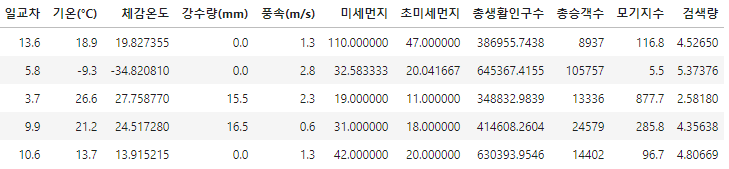 일교차 기온(°C) 체감온도 강수량(mm) 풍속(m/s) 미세먼지 초미세먼지 총생활인구수 총승객수 모기지수 검색량
13.6 18.9 19.827355 0.0 1.3 110.000000 47.000000 386955.7438 8937 116.8 4.52650
5.8 -9.3 -34.820810 0.0 2.8 32.583333 20.041667 645367.4155 105757 5.5 5.37376
3.7 26.6 27.758770 15.5 2.3 19.000000 11.000000 348832.9839 13336 877.7 2.58180
9.9 21.2 24.517280 16.5 0.6 31.000000 18.000000 414608.2604 24579 285.8 4.35638
10.6 13.7 13.915215 0.0 1.3 42.000000 20.000000 630393.9546 14402 96.7 4.80669